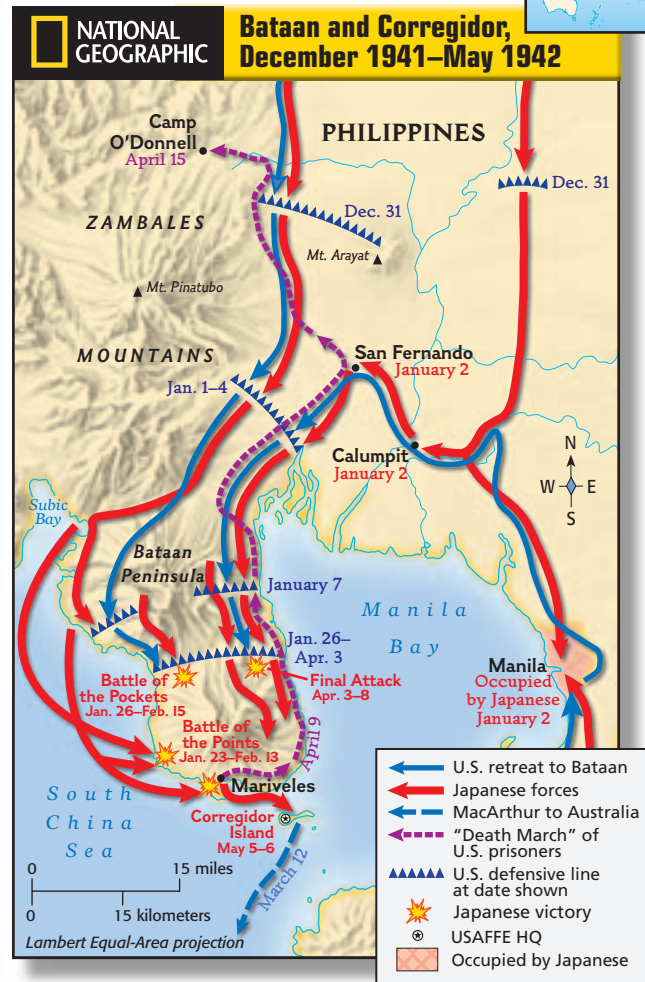 NATIONAL
GEOGRAPHIC
Bataan and Corregidor,
December 1941–May 1942
Camp
O'Donnell
April 15
PHILIPPINES
Dec. 31
Dec. 31
ZAMBALES
Mt. Arayat
Mt. Pinatubo
MOUNTAINS
San Fernando
January 2
Jan. 1–4
Calumpit
January 2
N
W
E
S
Subic
Bay
Bataan
Peninsula
January 7
Manila
Bay
Jan. 26–
Apr. 3
Manila
Occupied
by Japanese
January 2
Battle of
the Pockets
Jan. 26–Feb. 15
Final Attack
Apr. 3–8
Battle of
the Points
Jan. 23–Feb. 13
April 9
Mariveles
South
China
Sea
Corregidor
Island
May 5–6
March 12
0
15 miles
0
15 kilometers
Lambert Equal-Area projection
U.S. retreat to Bataan
Japanese forces
MacArthur to Australia
"Death March" of
U.S. prisoners
U.S. defensive line
at date shown
Japanese victory
USAFFE HQ
Occupied by Japanese